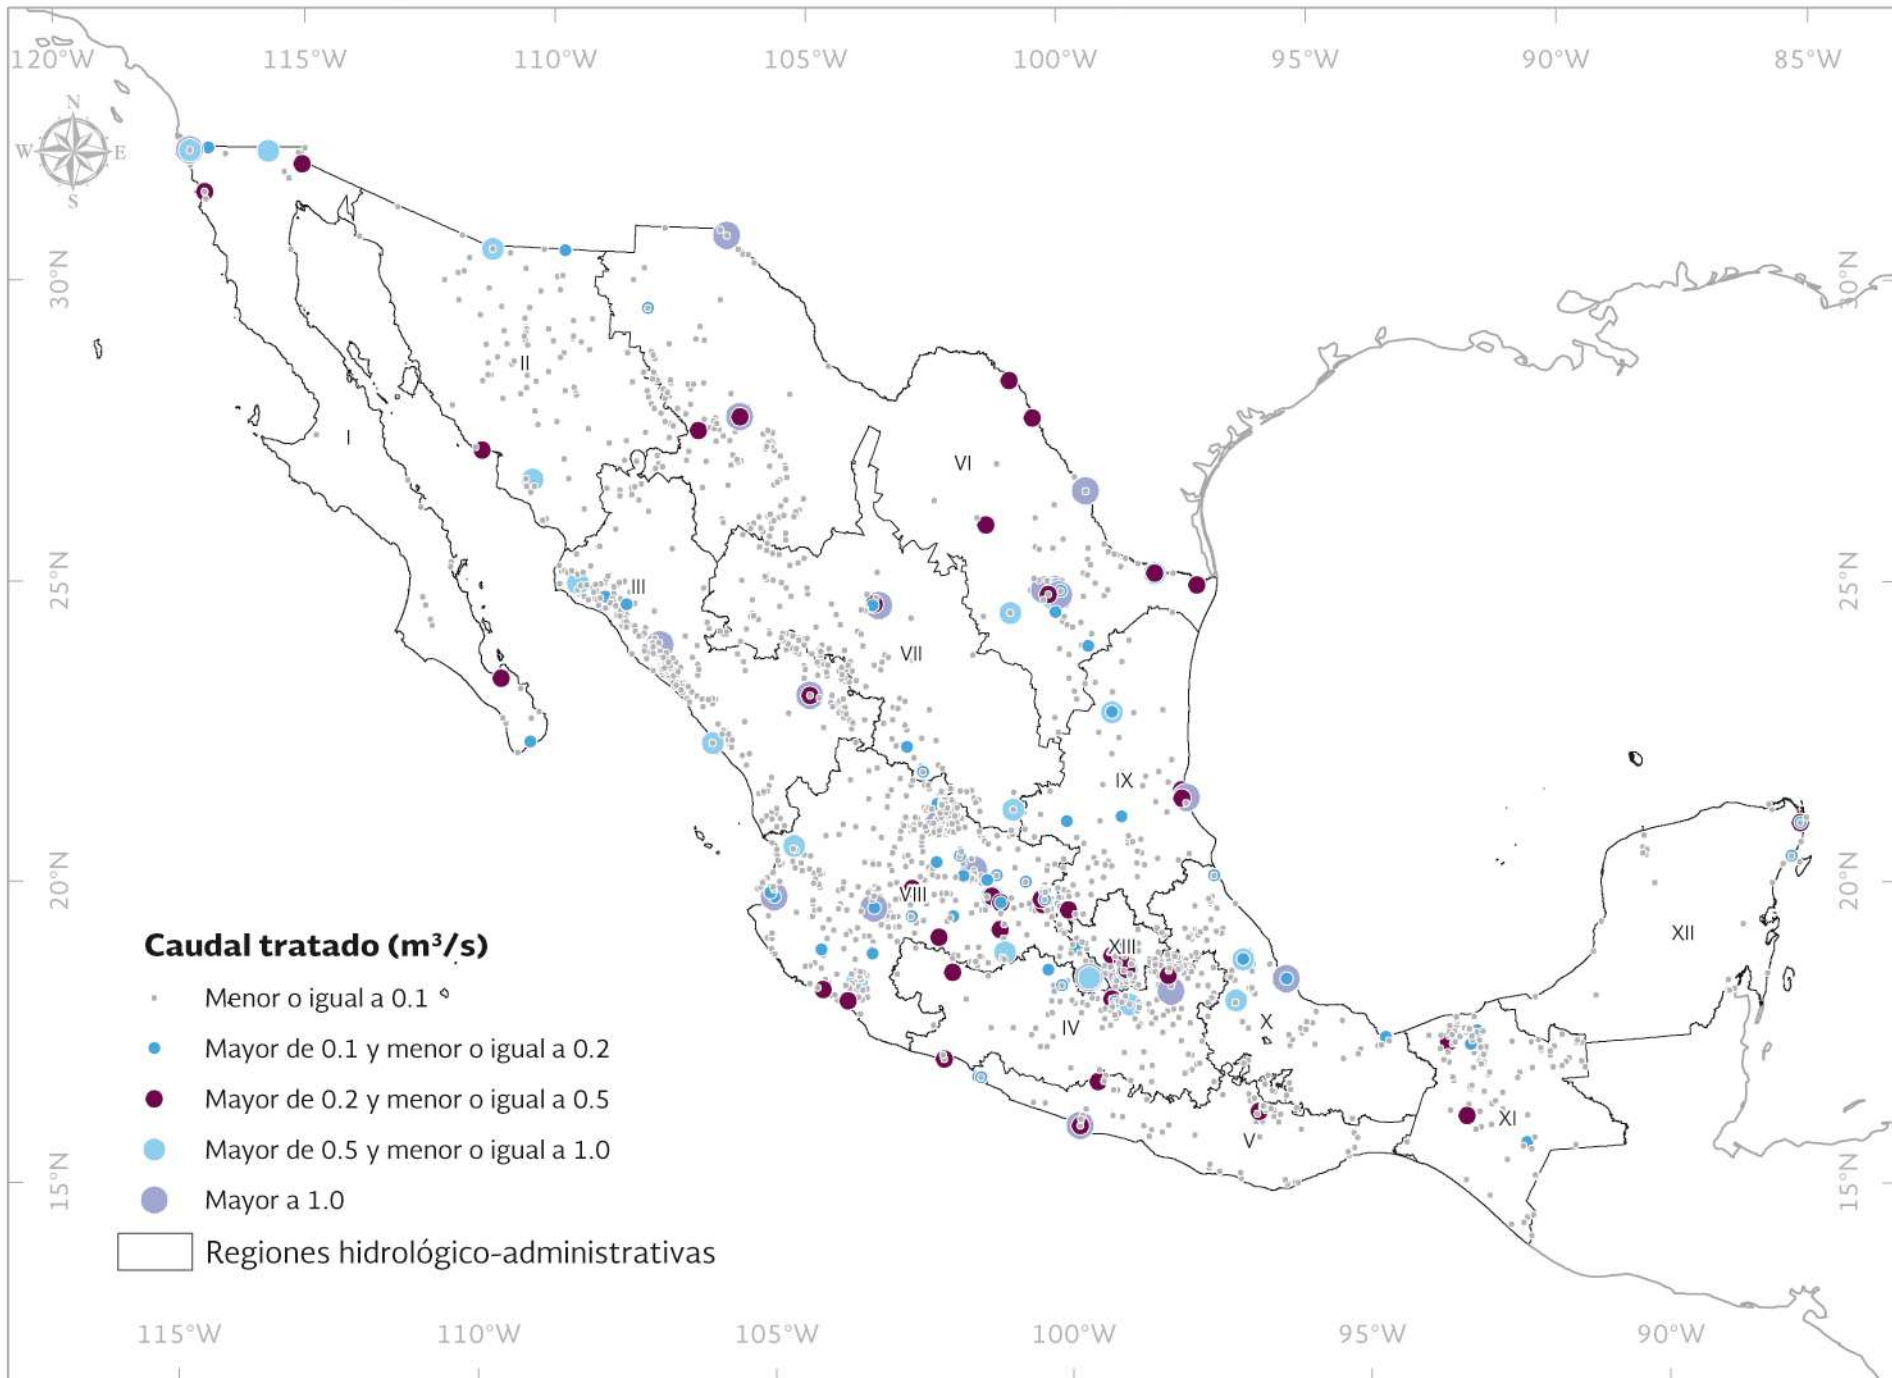 120°W 115°W 110°W 105°W 100°W 95°W 90°W 85°W
N
W E
S
30°N 30°N
II
I
VI
25°N 25°N
III
VII
IX
20°N 20°N
VIII
XII
Caudal tratado (m³/s)
XIII
Menor o igual a 0.1
IV
X
Mayor de 0.1 y menor o igual a 0.2
Mayor de 0.2 y menor o igual a 0.5
XI
V
Mayor de 0.5 y menor o igual a 1.0
15°N 15°N
Mayor a 1.0
Regiones hidrológico-administrativas
115°W 110°W 105°W 100°W 95°W 90°W